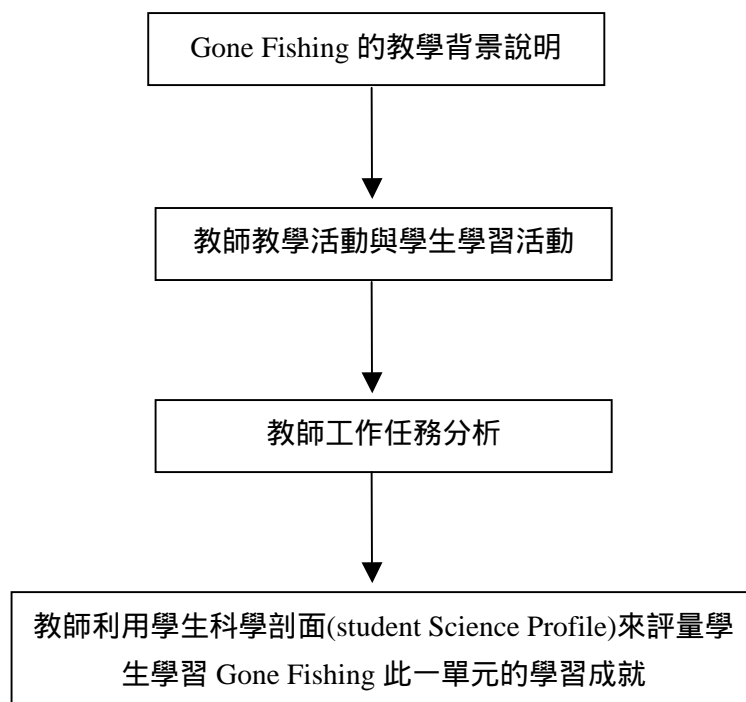 Gone Fishing 的教學背景說明
教師教學活動與學生學習活動
教師工作任務分析
教師利用學生科學剖面(student Science Profile)來評量學
生學習 Gone Fishing 此一單元的學習成就